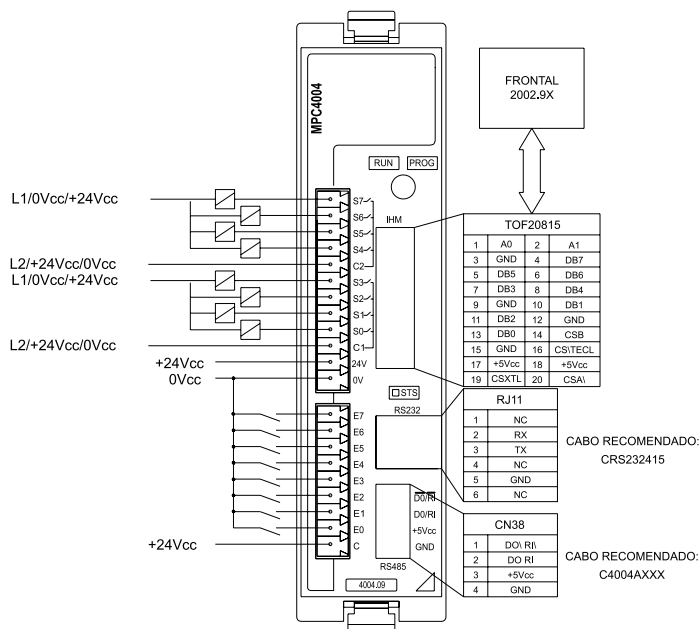 MPC4004
RUN PROG
FRONTAL
2002.9X
IHM
L1/0Vcc/+24Vcc
L2/+24Vcc/0Vcc
L1/0Vcc/+24Vcc
L2/+24Vcc/0Vcc
+24Vcc
0Vcc
+24Vcc
S7
S6
S5
S4
C2
S3
S2
S1
S0
C1
24V
0V
STS
RS232
E7
E6
E5
E4
E3
E2
E1
E0
C
D0/RI
D0/RI
+5Vcc
GND
RS485
4004.09
TOF20815
1 A0 2 A1
3 GND 4 DB7
5 DB5 6 DB6
7 DB3 8 DB4
9 GND 10 DB1
11 DB2 12 GND
13 DB0 14 CSB
15 GND 16 CS\TECL
17 +5Vcc 18 +5Vcc
19 CSXTL 20 CSA\
RJ11
1 NC
2 RX
3 TX
4 NC
5 GND
6 NC
CABO RECOMENDADO:
CRS232415
CN38
1 DO\ RI\
2 DO RI
3 +5Vcc
4 GND
CABO RECOMENDADO:
C4004AXXX